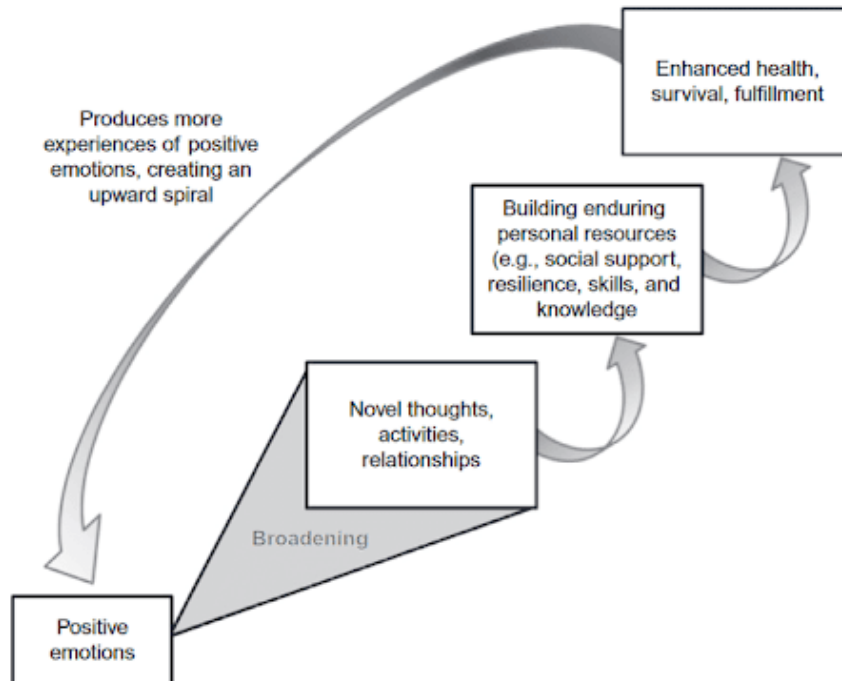 Enhanced health,
survival, fulfillment
Produces more
experiences of positive
emotions, creating an
upward spiral
Building enduring
personal resources
(e.g., social support,
resilience, skills, and
knowledge
Novel thoughts,
activities,
relationships
Broadening
Positive
emotions